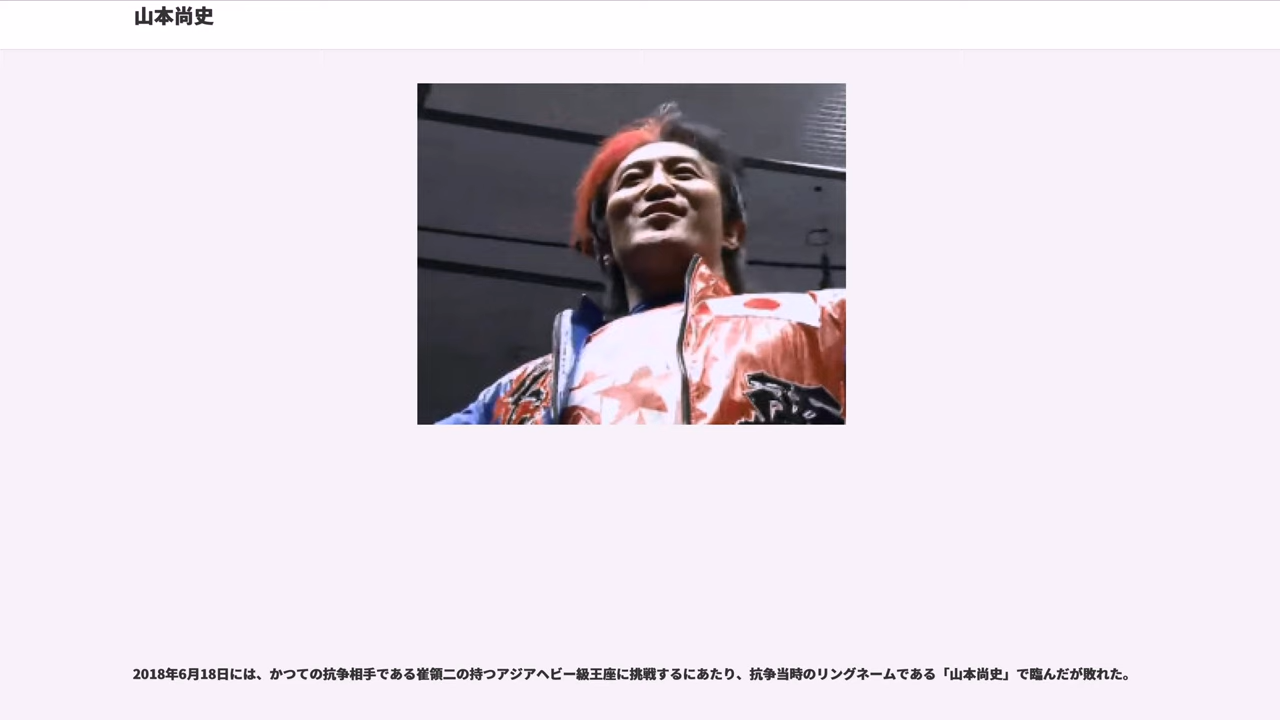 山本尚史
2018年6月18日には、かつての抗争相手である崔領二の持つアジアヘビー級王座に挑戦するにあたり、抗争当時のリングネームである「山本尚史」で臨んだが敗れた。